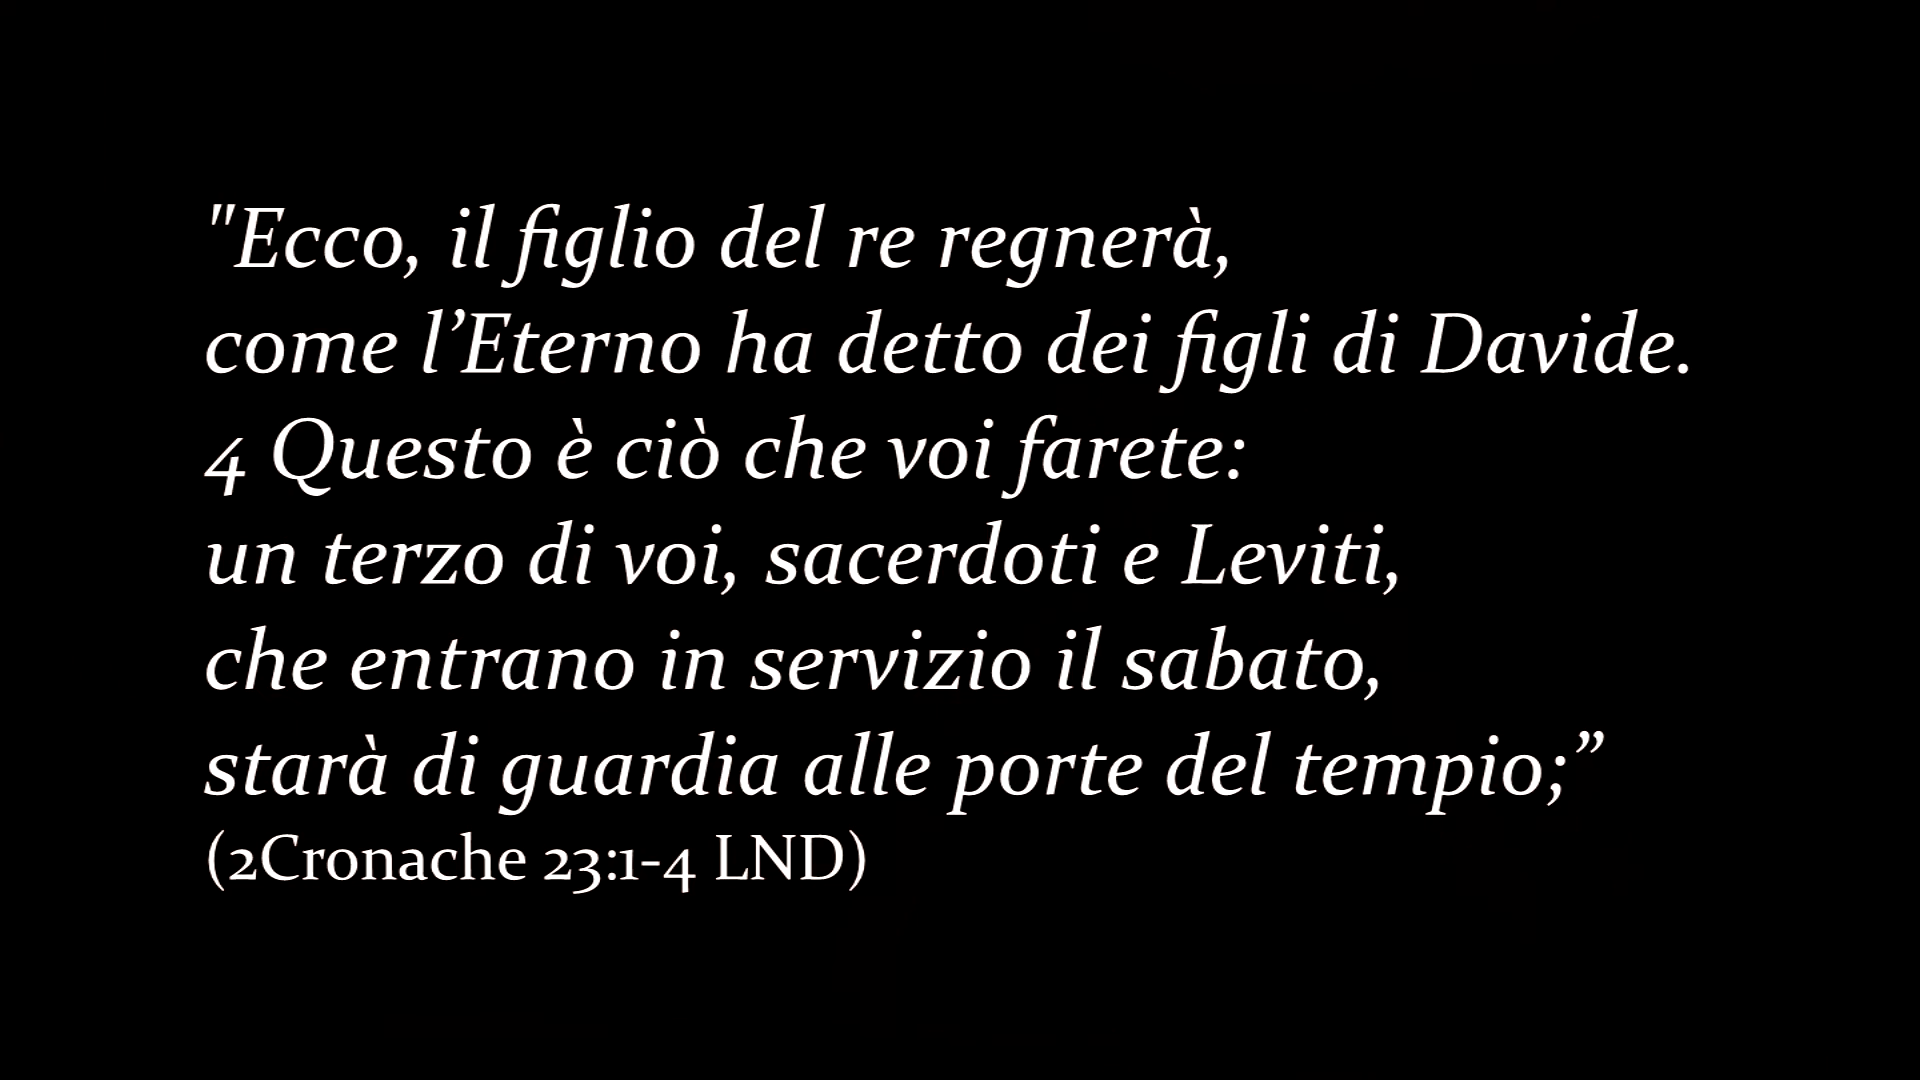 "Ecco, il figlio del re regnerà,
come l’Eterno ha detto dei figli di Davide.
4 Questo è ciò che voi farete:
un terzo di voi, sacerdoti e Leviti,
che entrano in servizio il sabato,
starà di guardia alle porte del tempio;”
(2Cronache 23:1-4 LND)